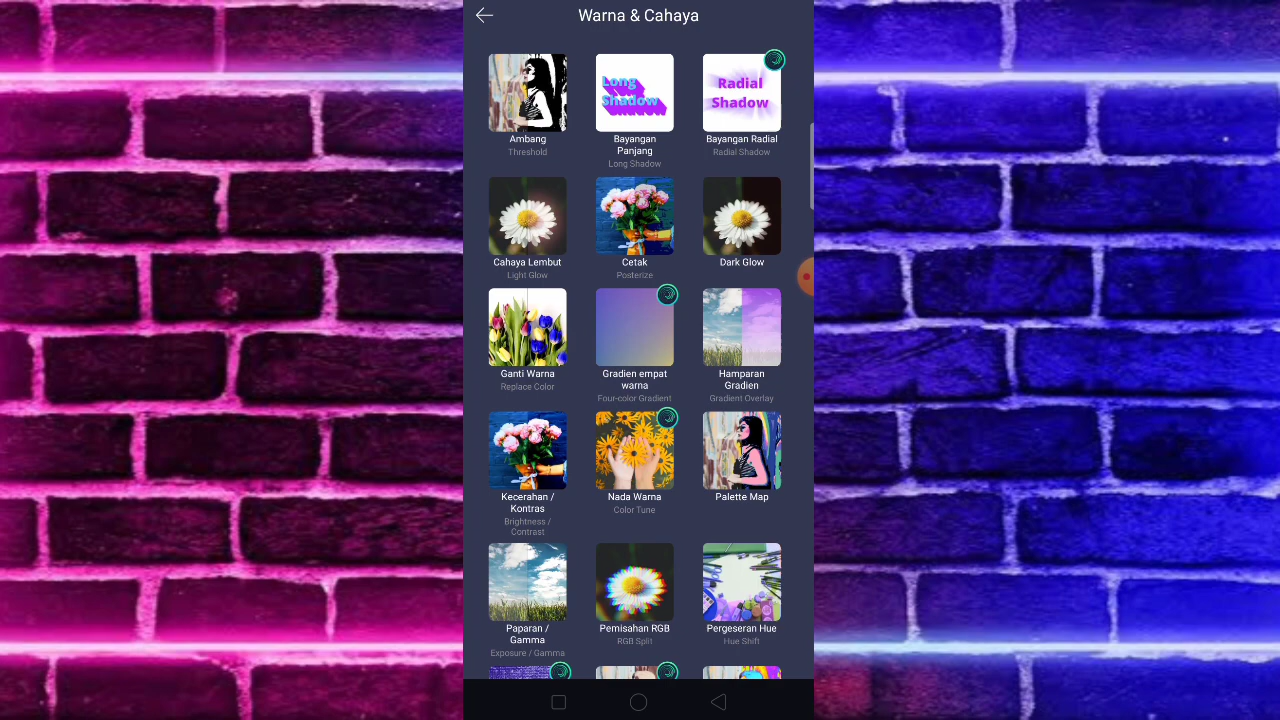 Warna & Cahaya
Long
Shadow
Radial
Shadow
Ambang
Threshold
Bayangan
Panjang
Long Shadow
Bayangan Radial
Radial Shadow
Cahaya Lembut
Light Glow
Cetak
Posterize
Dark Glow
Ganti Warna
Replace Color
Gradien empat
warna
Four-color Gradient
Hamparan
Gradien
Gradient Overlay
Kecerahan /
Kontras
Brightness /
Contrast
Nada Warna
Color Tune
Palette Map
Paparan /
Gamma
Exposure / Gamma
Pemisahan RGB
RGB Split
Pergeseran Hue
Hue Shift